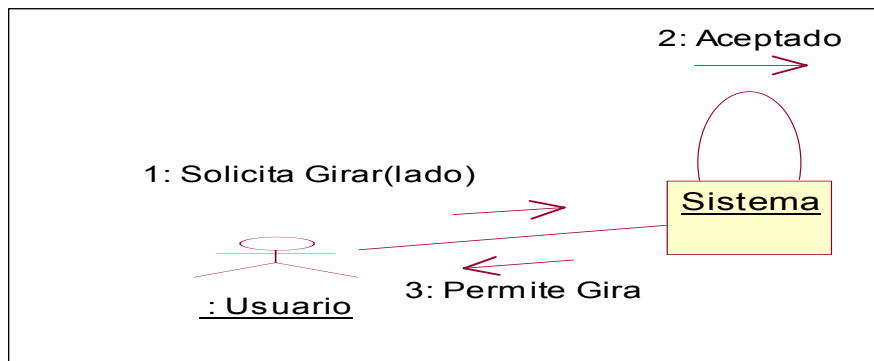 2: Aceptado
1: Solicita Girar(lado)
Sistema
3: Permite Gira
: Usuario